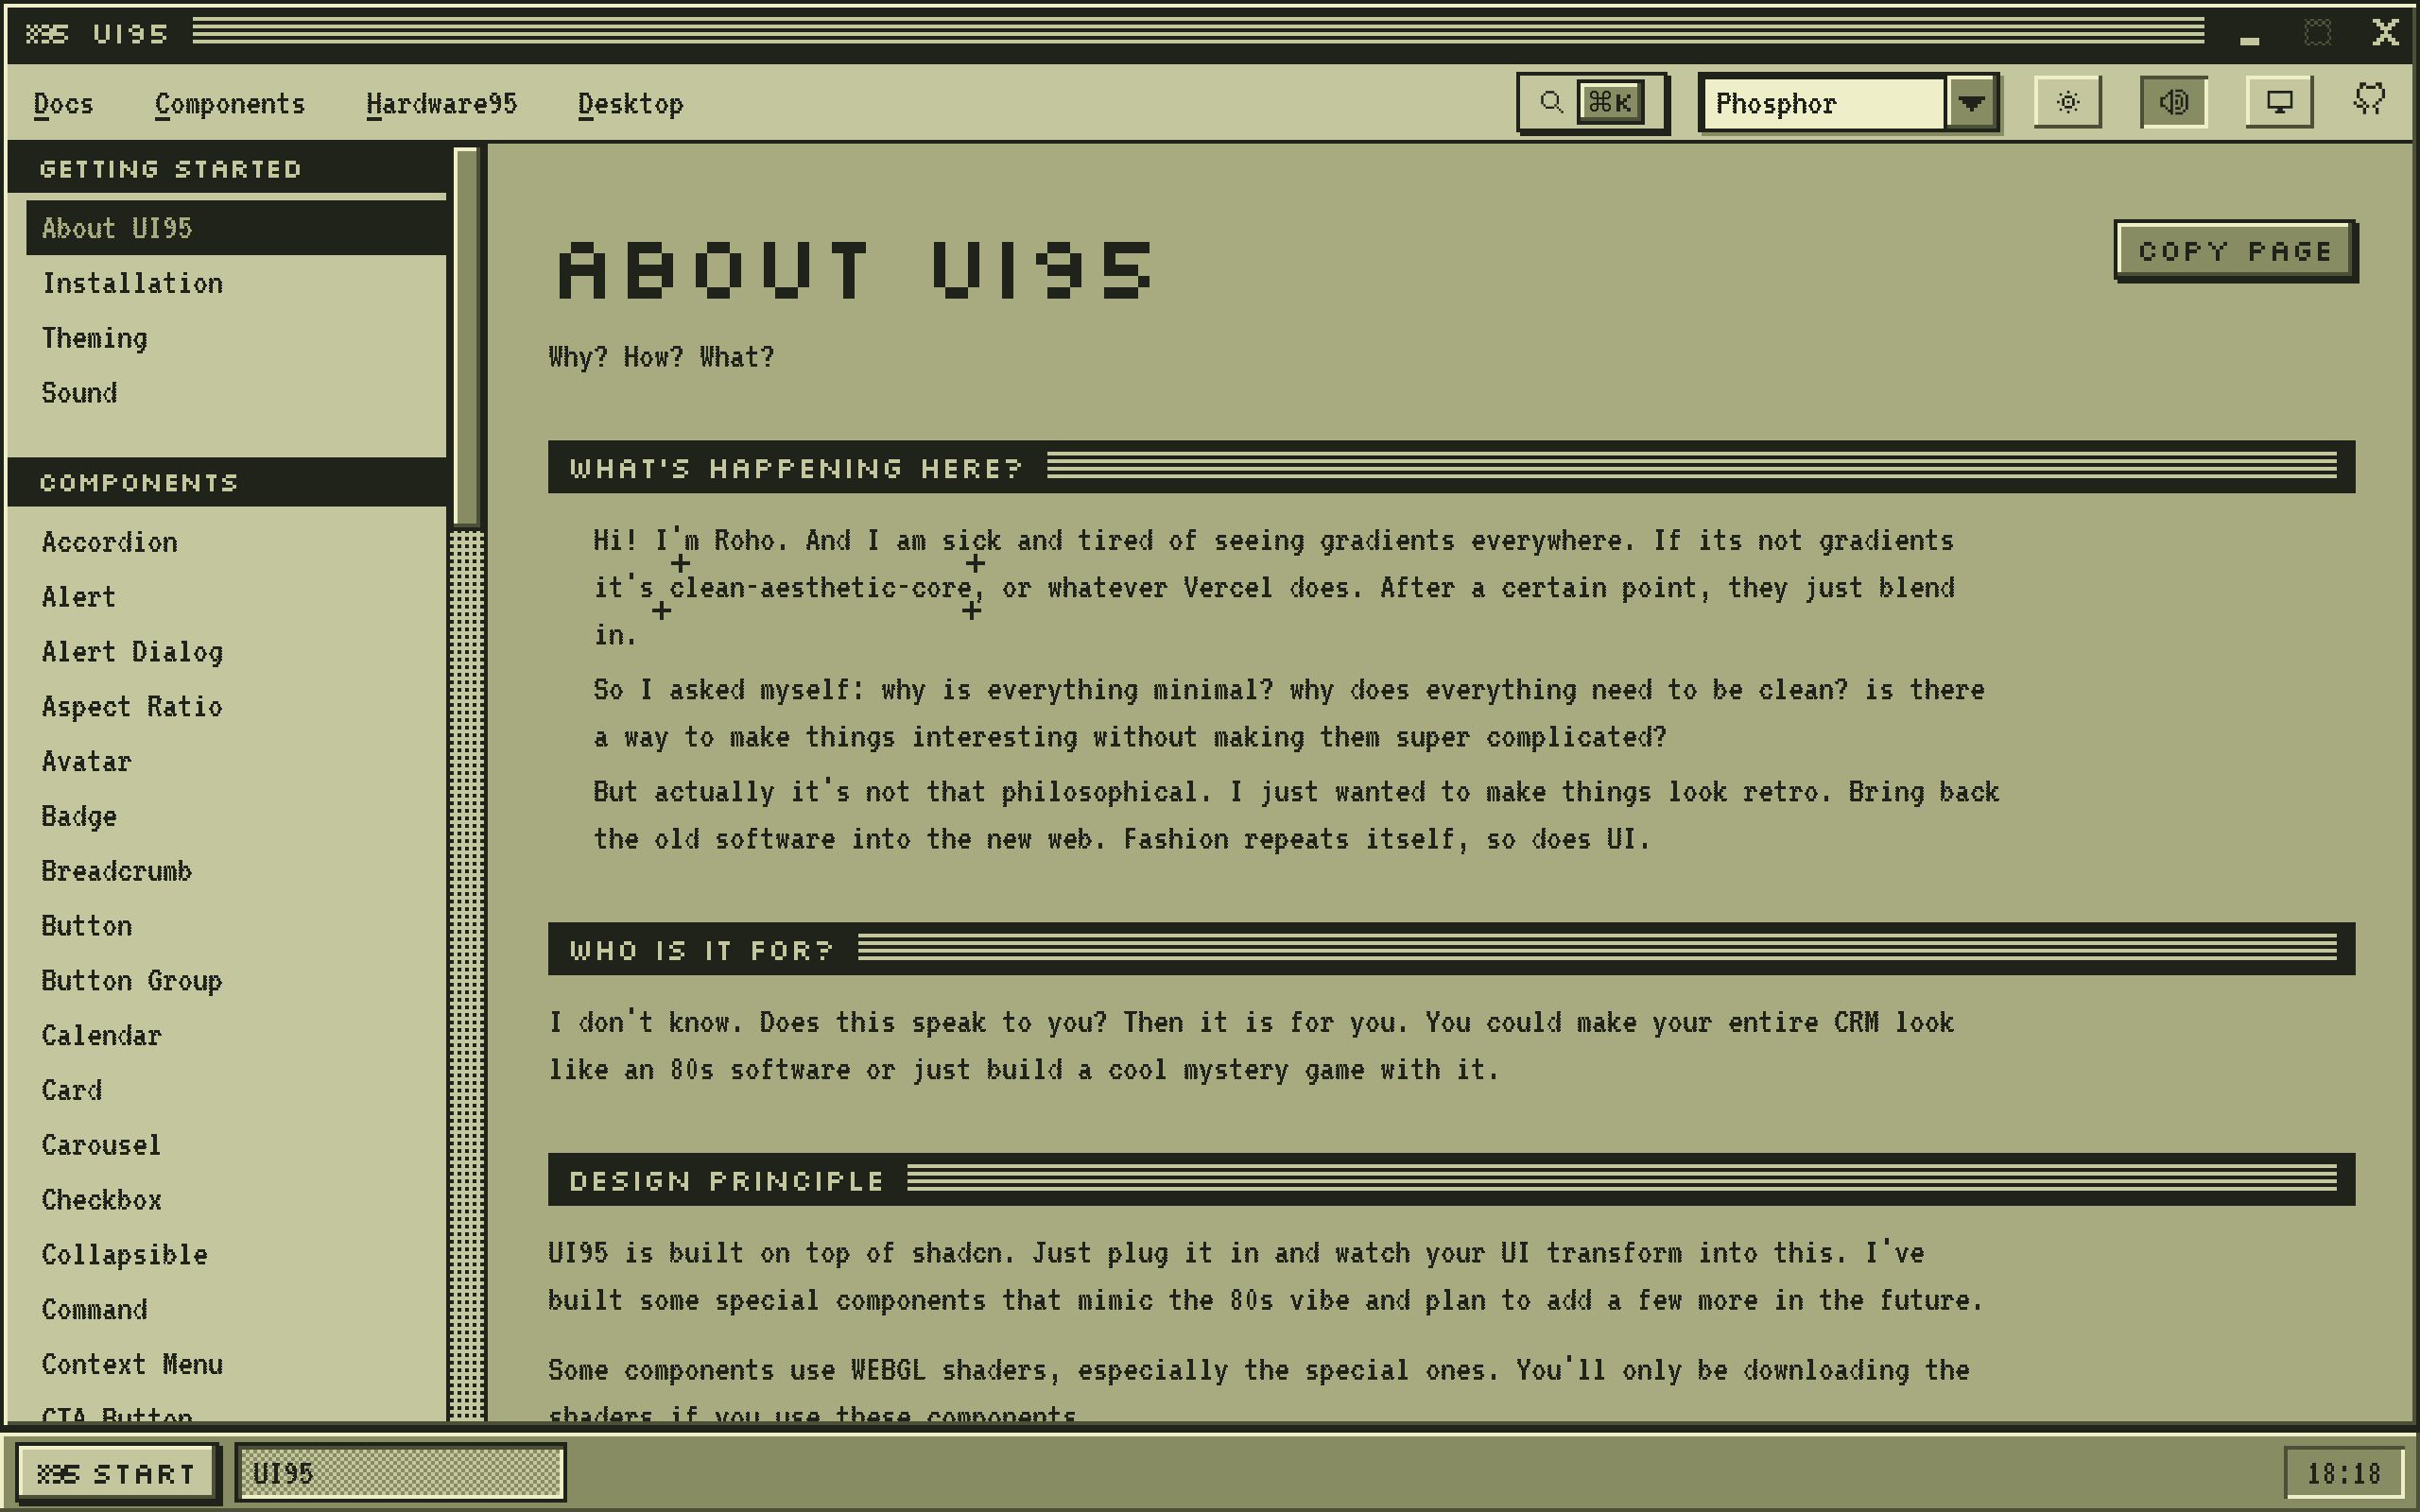 95 UI95
Docs Components Hardware95 Desktop ⌘K Phosphor
GETTING STARTED
About UI95
Installation
Theming
Sound
COMPONENTS
Accordion
Alert
Alert Dialog
Aspect Ratio
Avatar
Badge
Breadcrumb
Button
Button Group
Calendar
Card
Carousel
Checkbox
Collapsible
Command
Context Menu
CTA Button
ABOUT UI95
COPY PAGE
Why? How? What?
WHAT'S HAPPENING HERE?
Hi! I'm Roho. And I am sick and tired of seeing gradients everywhere. If its not gradients
it's clean-aesthetic-core, or whatever Vercel does. After a certain point, they just blend
in.
So I asked myself: why is everything minimal? why does everything need to be clean? is there
a way to make things interesting without making them super complicated?
But actually it's not that philosophical. I just wanted to make things look retro. Bring back
the old software into the new web. Fashion repeats itself, so does UI.
WHO IS IT FOR?
I don't know. Does this speak to you? Then it is for you. You could make your entire CRM look
like an 80s software or just build a cool mystery game with it.
DESIGN PRINCIPLE
UI95 is built on top of shadcn. Just plug it in and watch your UI transform into this. I've
built some special components that mimic the 80s vibe and plan to add a few more in the future.
Some components use WEBGL shaders, especially the special ones. You'll only be downloading the
shaders if you use these components
95 START UI95 18:18